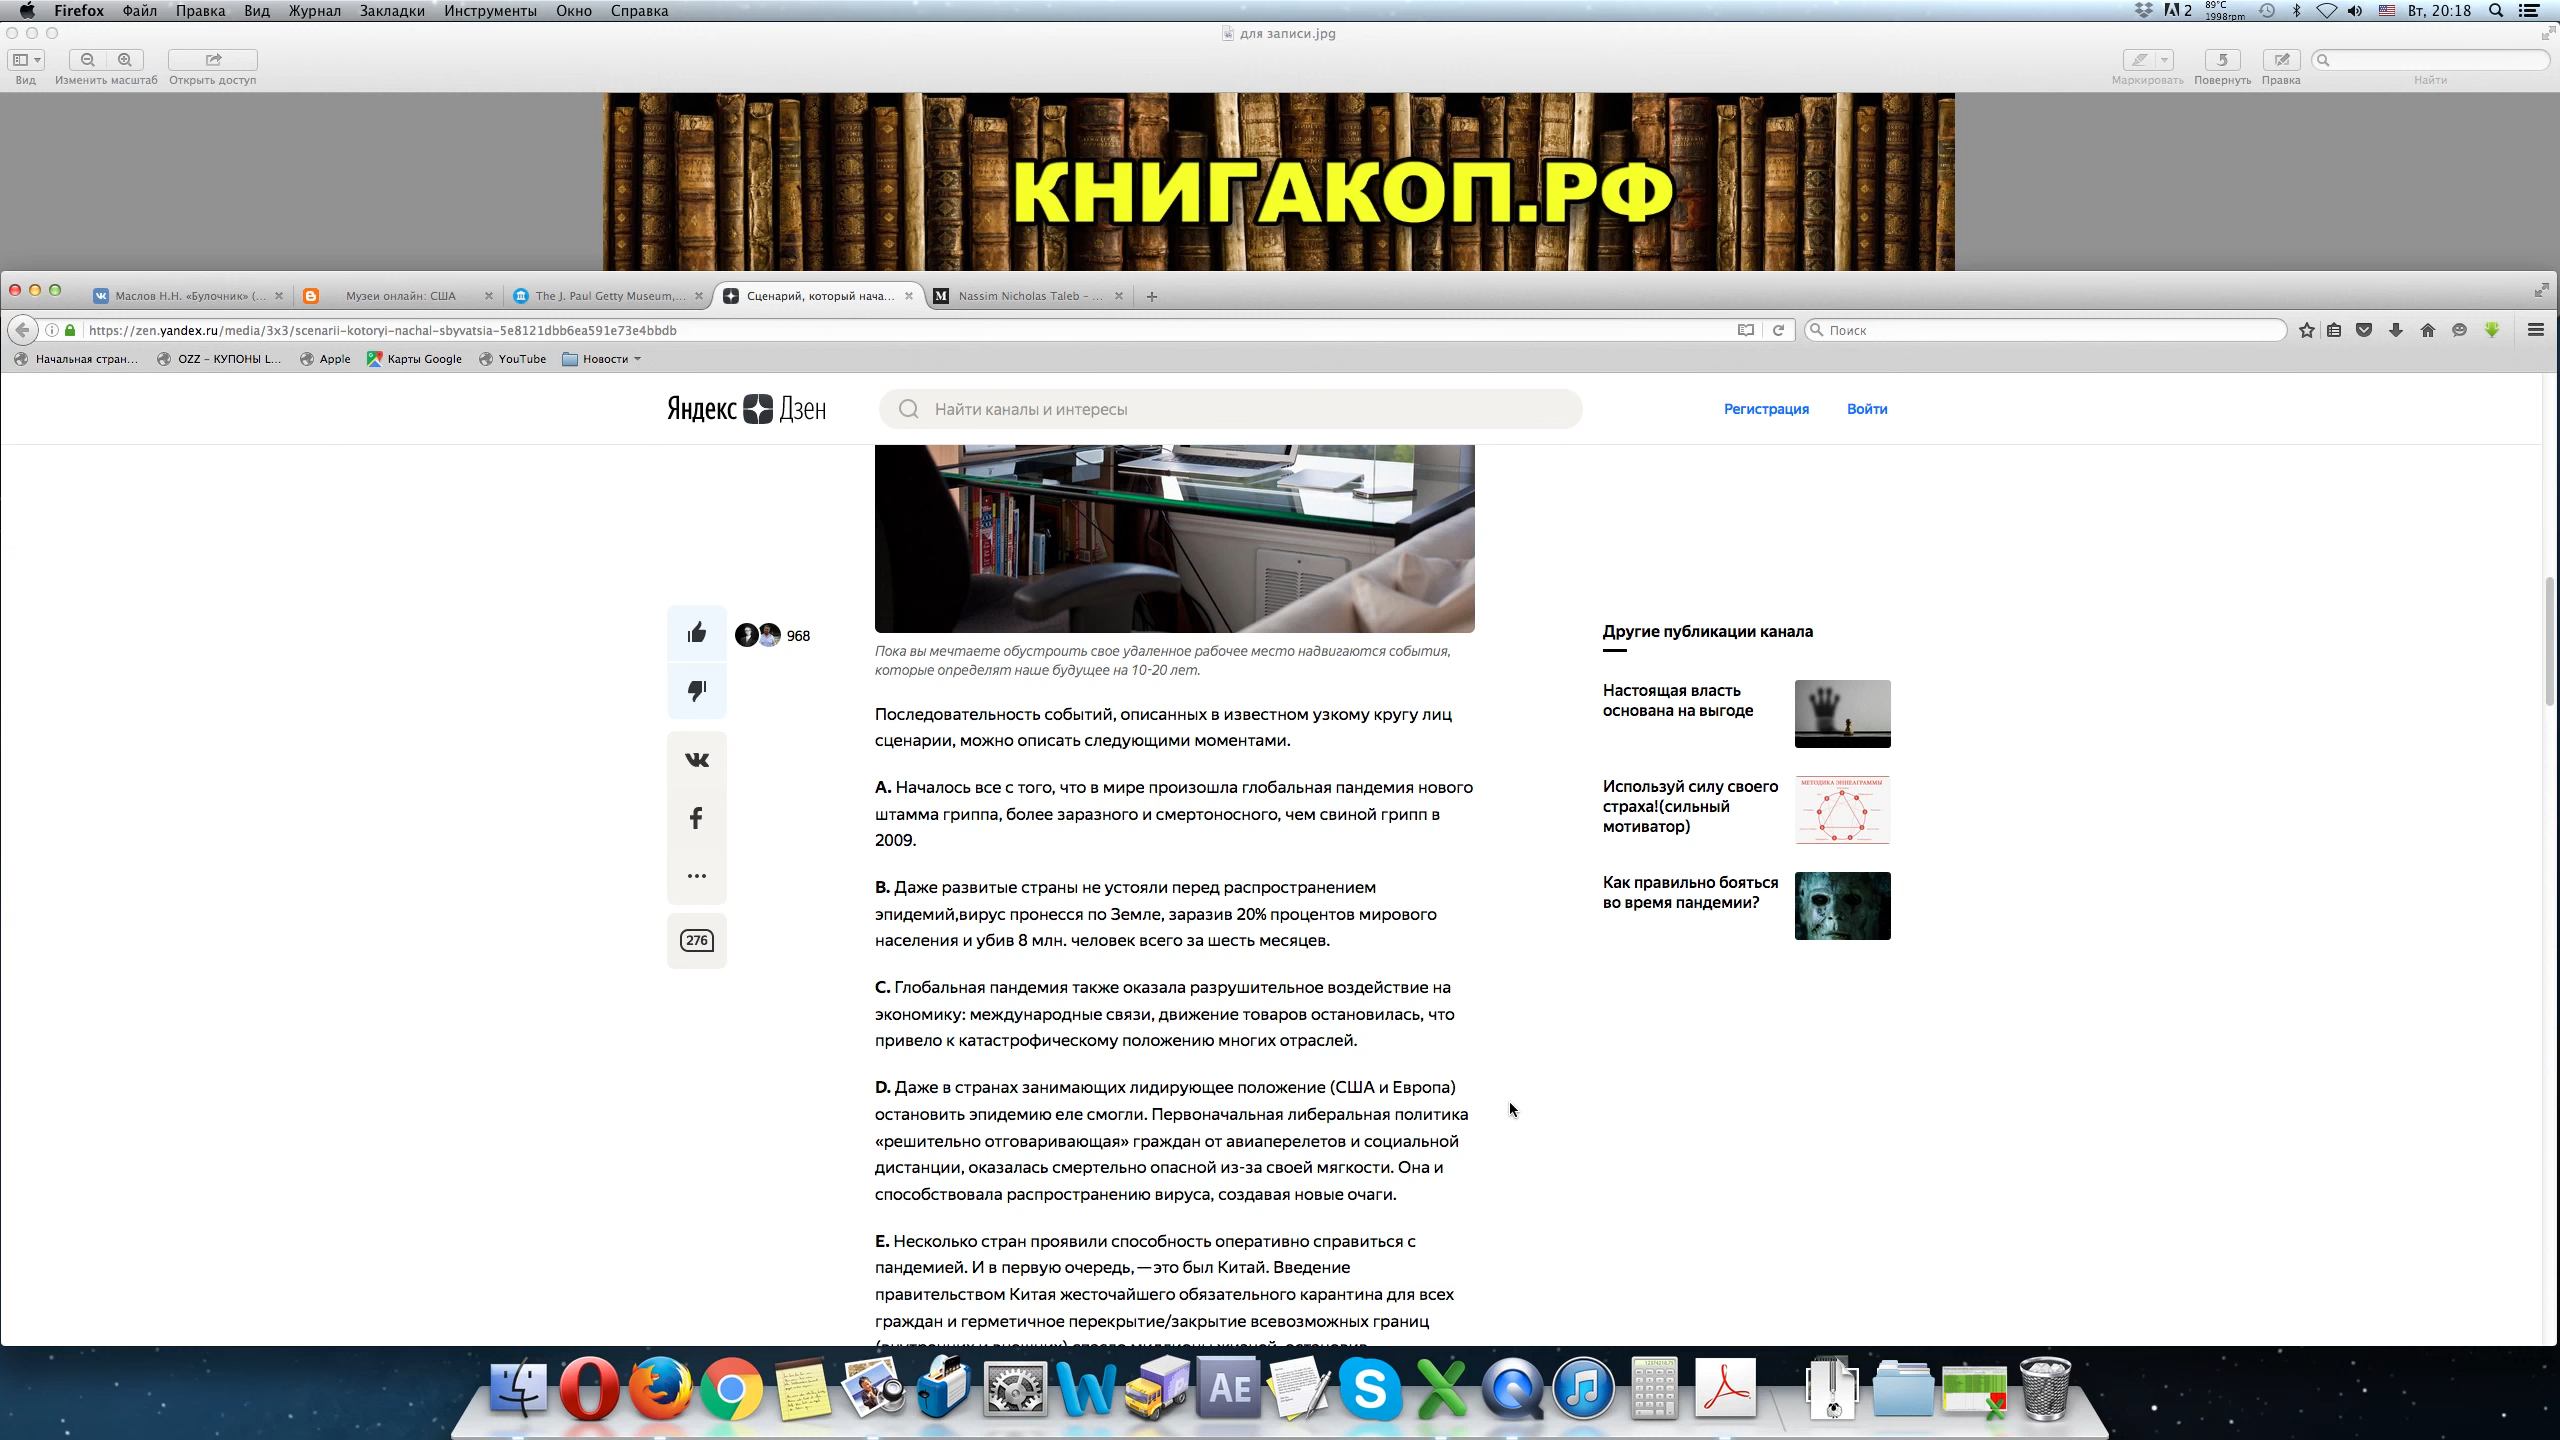 Firefox Файл Правка Вид Журнал Закладки Инструменты Окно Справка
2 89°C 1998rpm Вт, 20:18
для записи.jpg
Вид Изменить масштаб Открыть доступ
Маркировать Повернуть Правка Найти
КНИГАКОП.РФ
Маслов Н.Н. «Булочник» (...
Музеи онлайн: США
The J. Paul Getty Museum,...
Сценарий, который нача...
Nassim Nicholas Taleb – ...
https://zen.yandex.ru/media/3x3/scenarii-kotoryi-nachal-sbyvatsia-5e8121dbb6ea591e73e4bbdb
Поиск
Начальная стран... OZZ – КУПОНЫ L... Apple Карты Google YouTube Новости
Яндекс Дзен
Найти каналы и интересы
Регистрация Войти
968
276
Пока вы мечтаете обустроить свое удаленное рабочее место надвигаются события,
которые определят наше будущее на 10-20 лет.
Последовательность событий, описанных в известном узкому кругу лиц
сценарии, можно описать следующими моментами.
A. Началось все с того, что в мире произошла глобальная пандемия нового
штамма гриппа, более заразного и смертоносного, чем свиной грипп в
2009.
B. Даже развитые страны не устояли перед распространением
эпидемий,вирус пронесся по Земле, заразив 20% процентов мирового
населения и убив 8 млн. человек всего за шесть месяцев.
C. Глобальная пандемия также оказала разрушительное воздействие на
экономику: международные связи, движение товаров остановилась, что
привело к катастрофическому положению многих отраслей.
D. Даже в странах занимающих лидирующее положение (США и Европа)
остановить эпидемию еле смогли. Первоначальная либеральная политика
«решительно отговаривающая» граждан от авиаперелетов и социальной
дистанции, оказалась смертельно опасной из-за своей мягкости. Она и
способствовала распространению вируса, создавая новые очаги.
E. Несколько стран проявили способность оперативно справиться с
пандемией. И в первую очередь,—это был Китай. Введение
правительством Китая жесточайшего обязательного карантина для всех
граждан и герметичное перекрытие/закрытие всевозможных границ
Другие публикации канала
Настоящая власть
основана на выгоде
Используй силу своего
страха!(сильный
мотиватор)
МЕТОДИКА ЭННЕАГРАММЫ
Как правильно бояться
во время пандемии?
AE